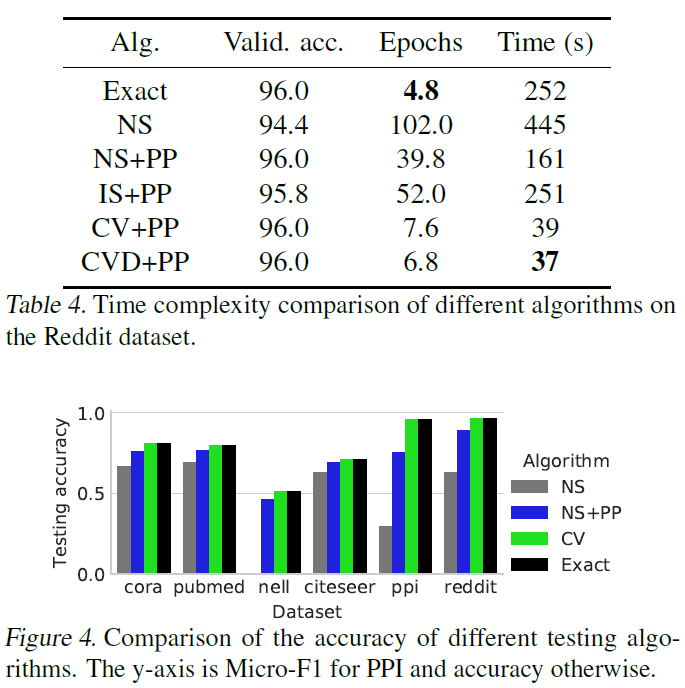 Alg. Valid. acc. Epochs Time (s)
Exact 96.0 4.8 252
NS 94.4 102.0 445
NS+PP 96.0 39.8 161
IS+PP 95.8 52.0 251
CV+PP 96.0 7.6 39
CVD+PP 96.0 6.8 37
Table 4. Time complexity comparison of different algorithms on
the Reddit dataset.
1.0
0.5
0.0
Testing accuracy
cora pubmed nell citeseer ppi reddit
Dataset
Algorithm
NS
NS+PP
CV
Exact
Figure 4. Comparison of the accuracy of different testing algo-
rithms. The y-axis is Micro-F1 for PPI and accuracy otherwise.